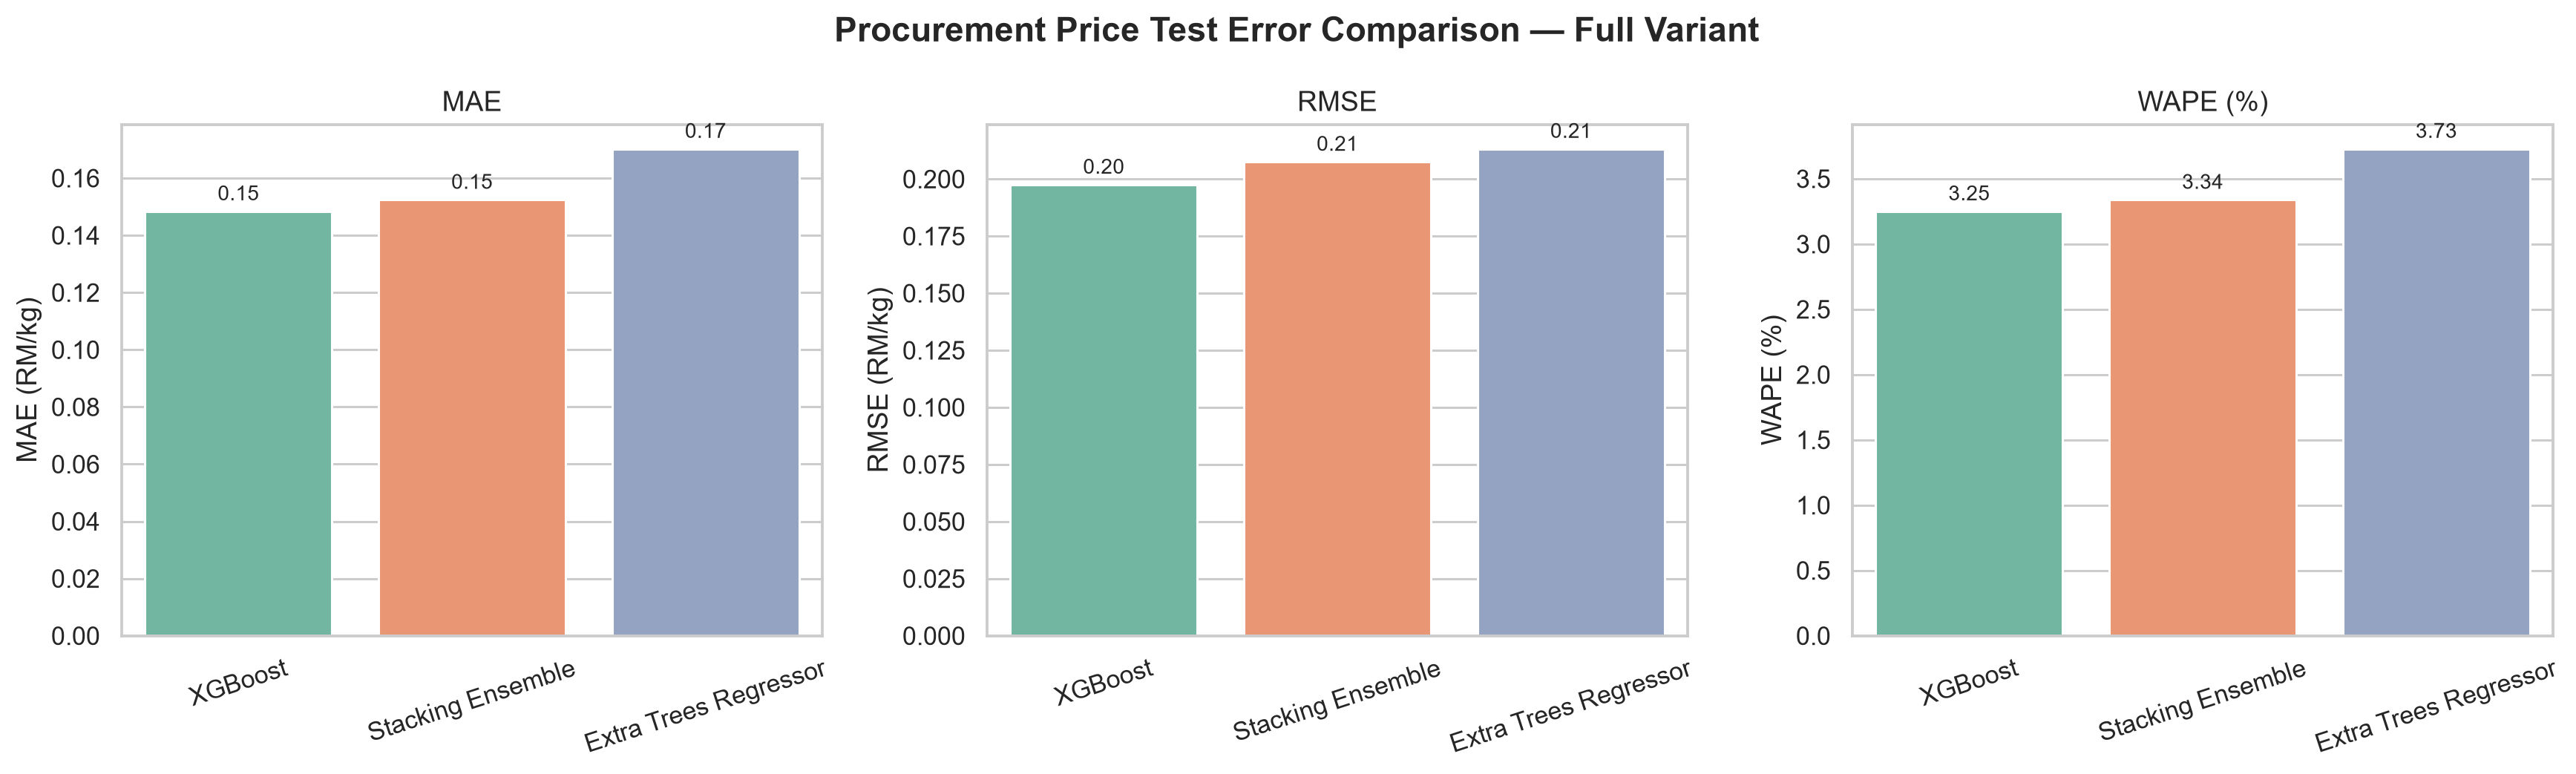 Procurement Price Test Error Comparison — Full Variant
MAE
MAE (RM/kg)
0.16
0.14
0.12
0.10
0.08
0.06
0.04
0.02
0.00
0.15
0.15
0.17
XGBoost
Stacking Ensemble
Extra Trees Regressor
RMSE
RMSE (RM/kg)
0.200
0.175
0.150
0.125
0.100
0.075
0.050
0.025
0.000
0.20
0.21
0.21
XGBoost
Stacking Ensemble
Extra Trees Regressor
WAPE (%)
WAPE (%)
3.5
3.0
2.5
2.0
1.5
1.0
0.5
0.0
3.25
3.34
3.73
XGBoost
Stacking Ensemble
Extra Trees Regressor